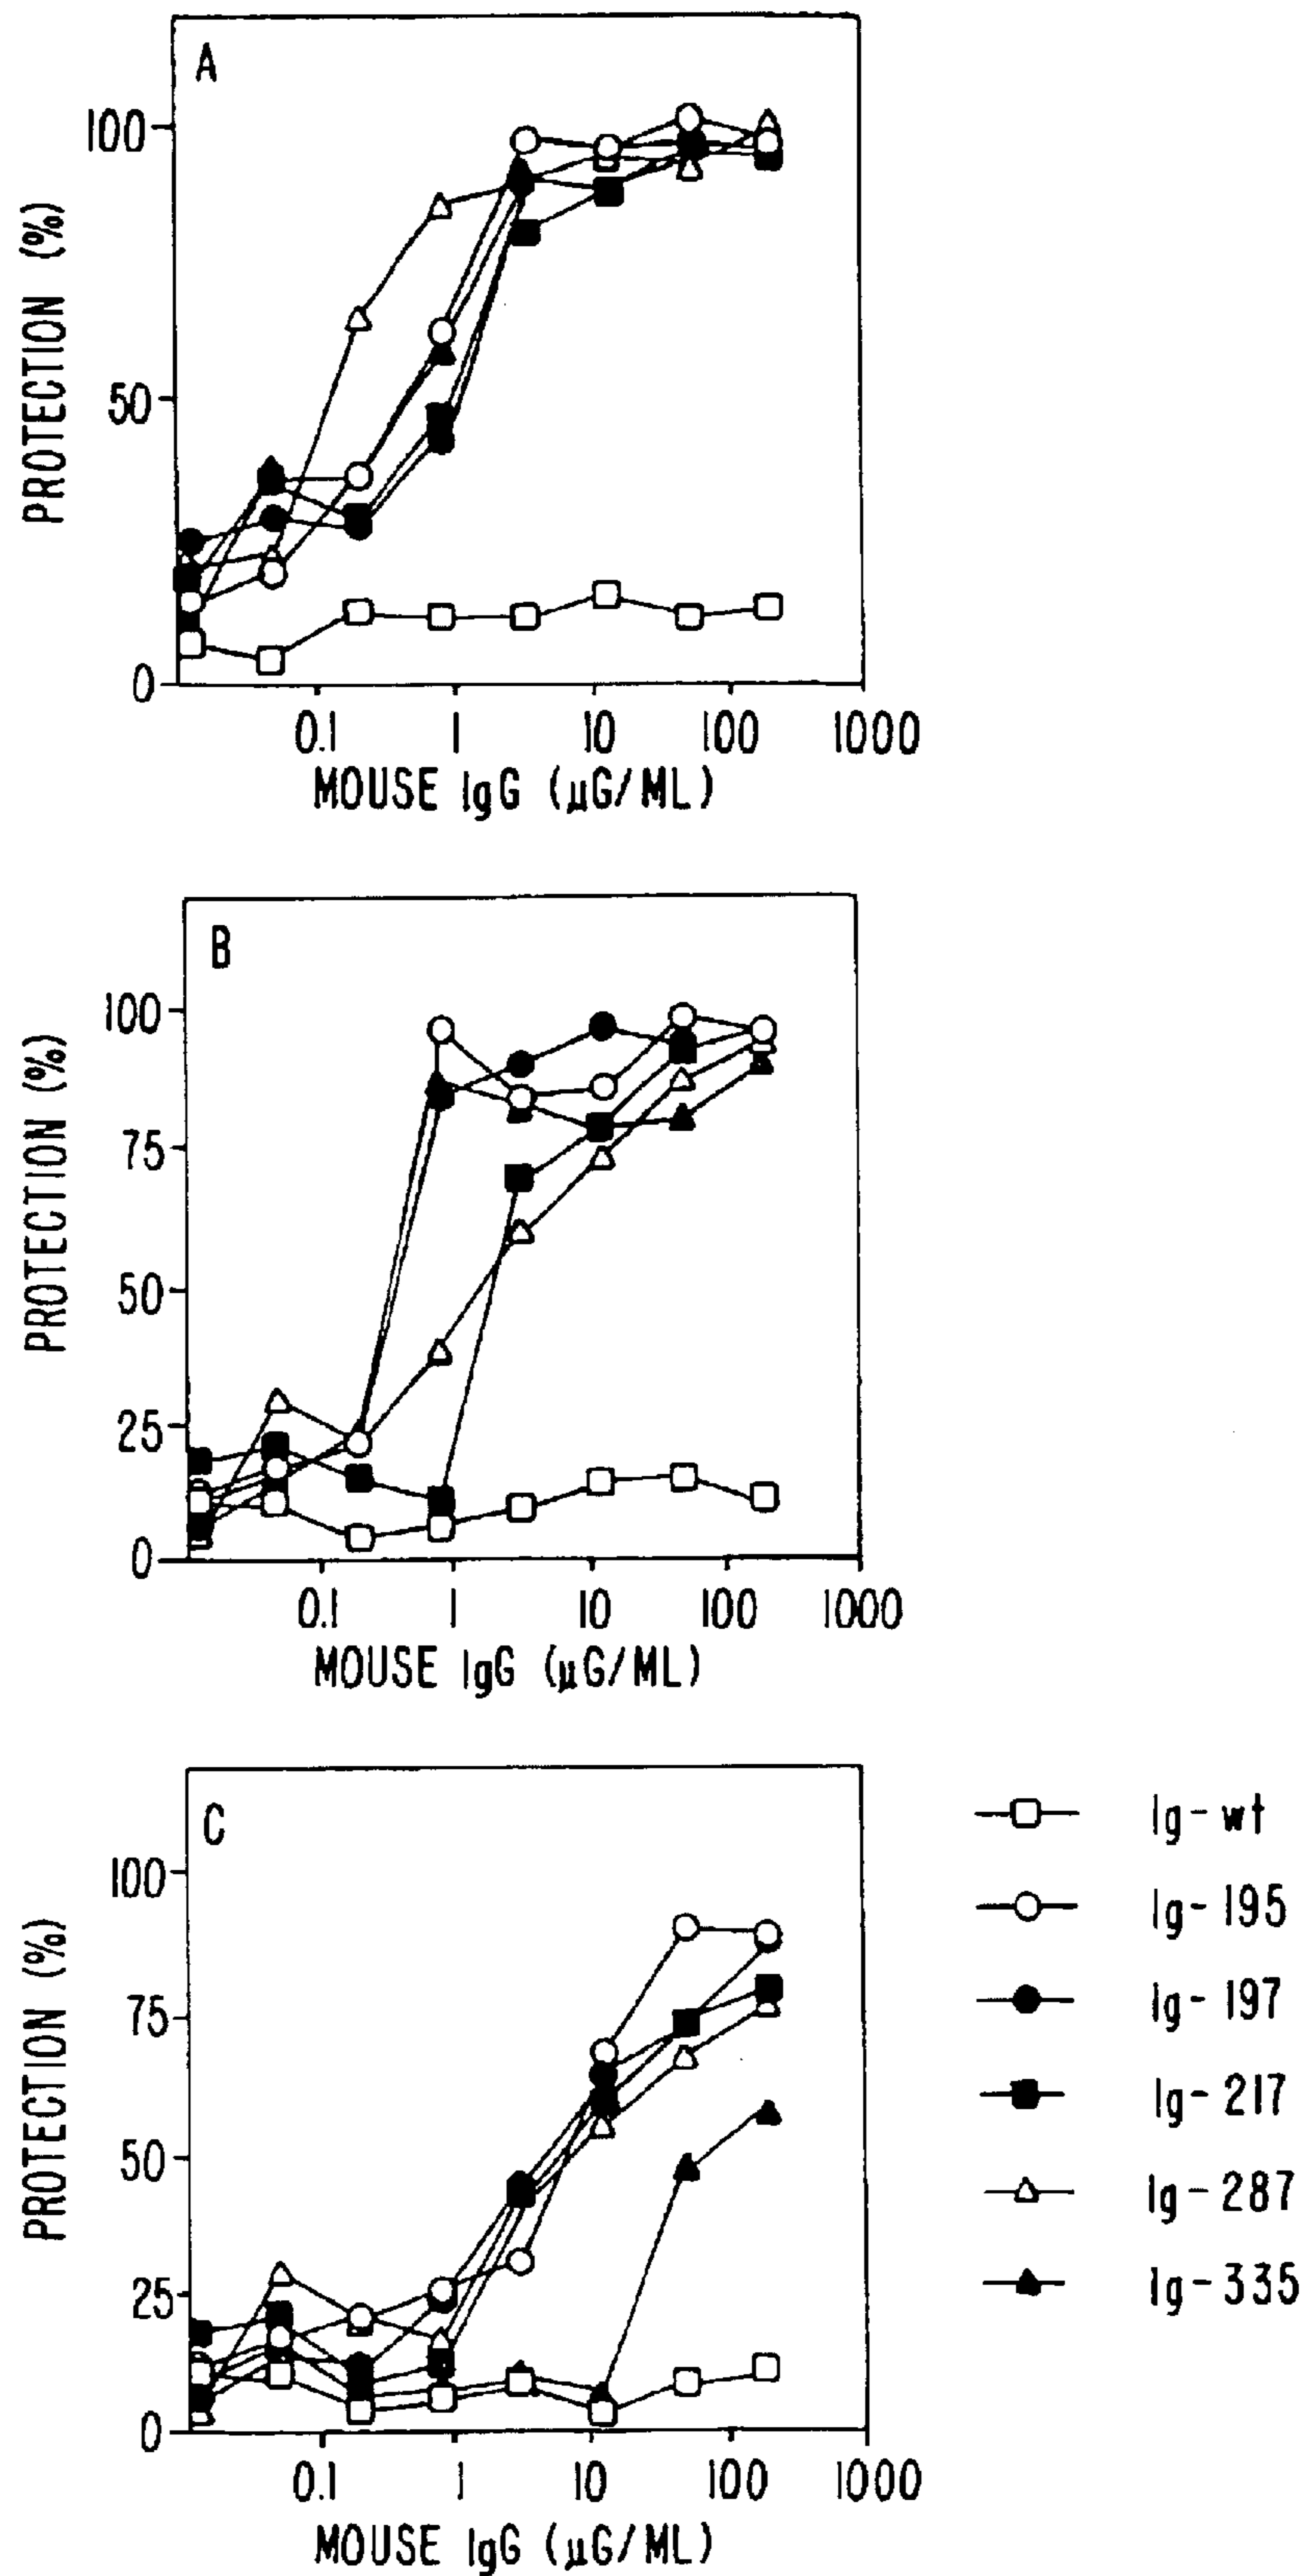 A
PROTECTION (%)
100
50
0
0.1 1 10 100 1000
MOUSE IgG (μG/ML)
B
PROTECTION (%)
100
75
50
25
0
0.1 1 10 100 1000
MOUSE IgG (μG/ML)
C
PROTECTION (%)
100
75
50
25
0
0.1 1 10 100 1000
MOUSE IgG (μG/ML)
Ig-wt
Ig-195
Ig-197
Ig-217
Ig-287
Ig-335